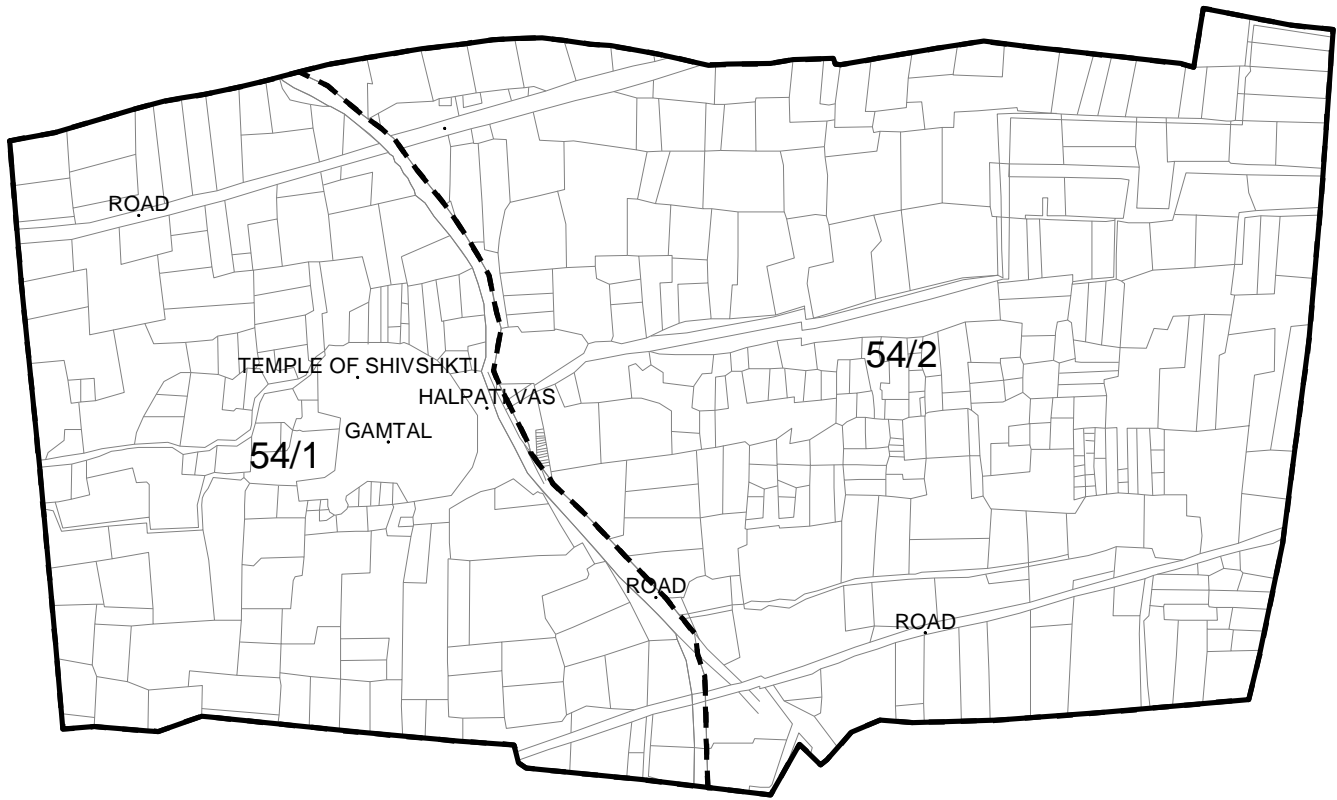 ROAD
54/2
TEMPLE OF SHIVSHKTI
HALPATI VAS
GAMTAL
54/1
ROAD
ROAD